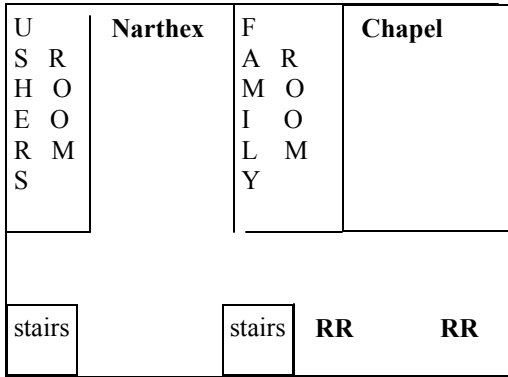 U Narthex F Chapel
S R A R
H O M O
E O I O
R M L M
S Y
stairs stairs RR RR